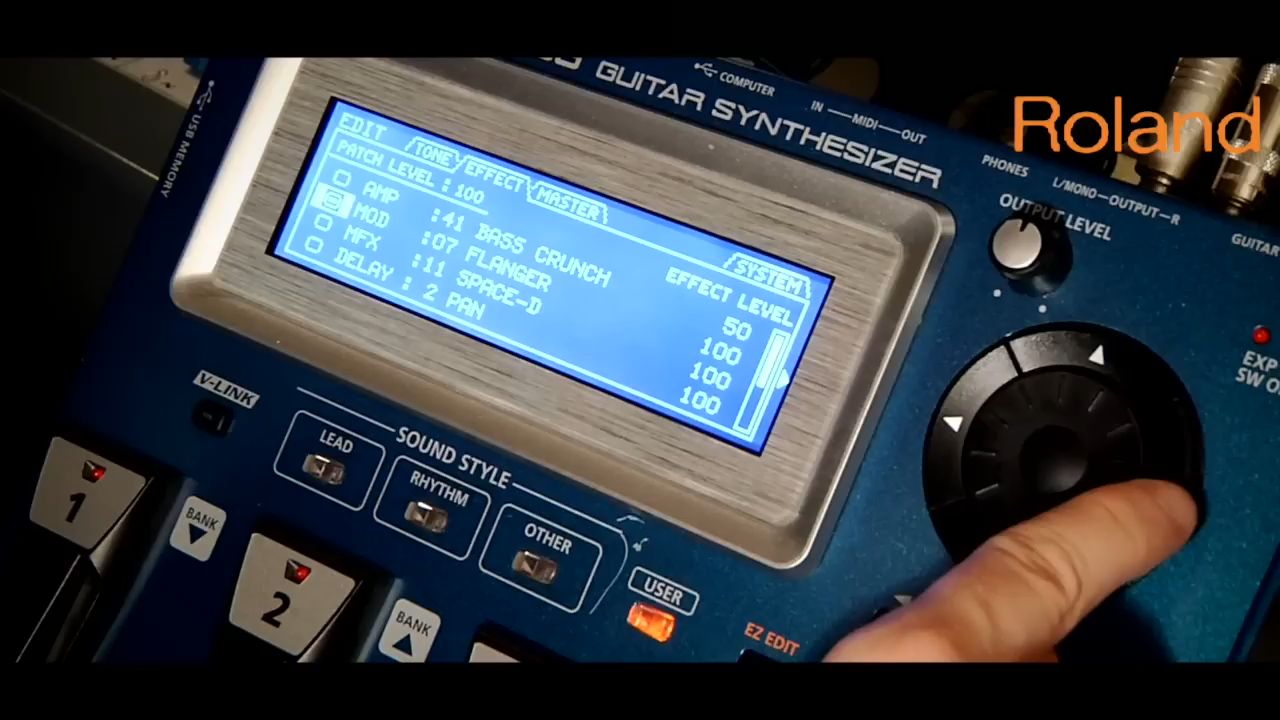 GUITAR SYNTHESIZER
COMPUTER
IN MIDI OUT
PHONES
L/MONO OUTPUT R
GUITAR
OUTPUT LEVEL
Roland
USB MEMORY
EDIT TONE EFFECT MASTER SYSTEM
PATCH LEVEL : 100
EFFECT LEVEL
AMP :41 BASS CRUNCH 50
MOD :07 FLANGER 100
MFX :11 SPACE-D 100
DELAY : 2 PAN 100
EXP
V-LINK
SOUND STYLE
LEAD
RHYTHM
OTHER
USER
EZ EDIT
1
BANK
2
BANK